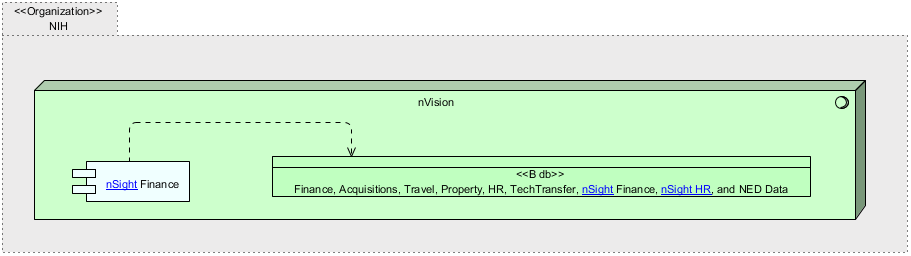 <<Organization>>
NIH
nVision
nSight Finance
<<B db>>
Finance, Acquisitions, Travel, Property, HR, TechTransfer, nSight Finance, nSight HR, and NED Data